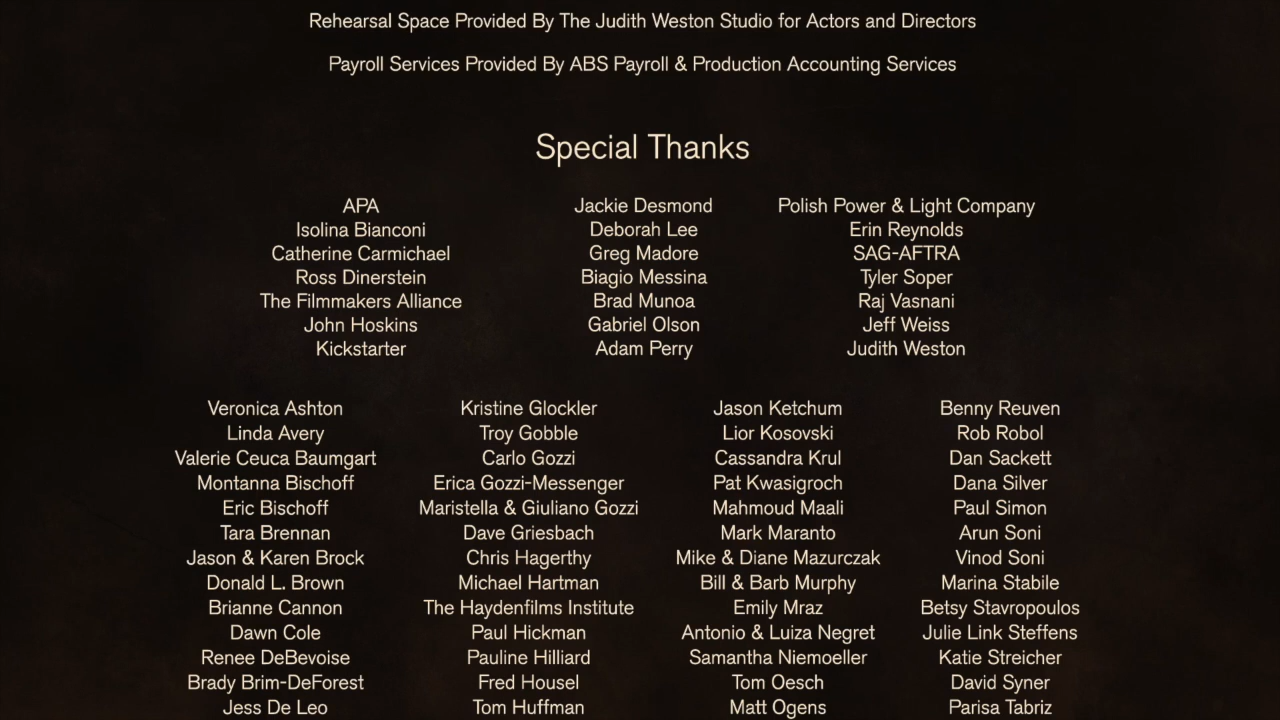 Rehearsal Space Provided By The Judith Weston Studio for Actors and Directors
Payroll Services Provided By ABS Payroll & Production Accounting Services
Special Thanks
APA
Isolina Bianconi
Catherine Carmichael
Ross Dinerstein
The Filmmakers Alliance
John Hoskins
Kickstarter
Jackie Desmond
Deborah Lee
Greg Madore
Biagio Messina
Brad Munoa
Gabriel Olson
Adam Perry
Polish Power & Light Company
Erin Reynolds
SAG-AFTRA
Tyler Soper
Raj Vasnani
Jeff Weiss
Judith Weston
Veronica Ashton
Linda Avery
Valerie Ceuca Baumgart
Montanna Bischoff
Eric Bischoff
Tara Brennan
Jason & Karen Brock
Donald L. Brown
Brianne Cannon
Dawn Cole
Renee DeBevoise
Brady Brim-DeForest
Jess De Leo
Kristine Glockler
Troy Gobble
Carlo Gozzi
Erica Gozzi-Messenger
Maristella & Giuliano Gozzi
Dave Griesbach
Chris Hagerthy
Michael Hartman
The Haydenfilms Institute
Paul Hickman
Pauline Hilliard
Fred Housel
Tom Huffman
Jason Ketchum
Lior Kosovski
Cassandra Krul
Pat Kwasigroch
Mahmoud Maali
Mark Maranto
Mike & Diane Mazurczak
Bill & Barb Murphy
Emily Mraz
Antonio & Luiza Negret
Samantha Niemoeller
Tom Oesch
Matt Ogens
Benny Reuven
Rob Robol
Dan Sackett
Dana Silver
Paul Simon
Arun Soni
Vinod Soni
Marina Stabile
Betsy Stavropoulos
Julie Link Steffens
Katie Streicher
David Syner
Parisa Tabriz